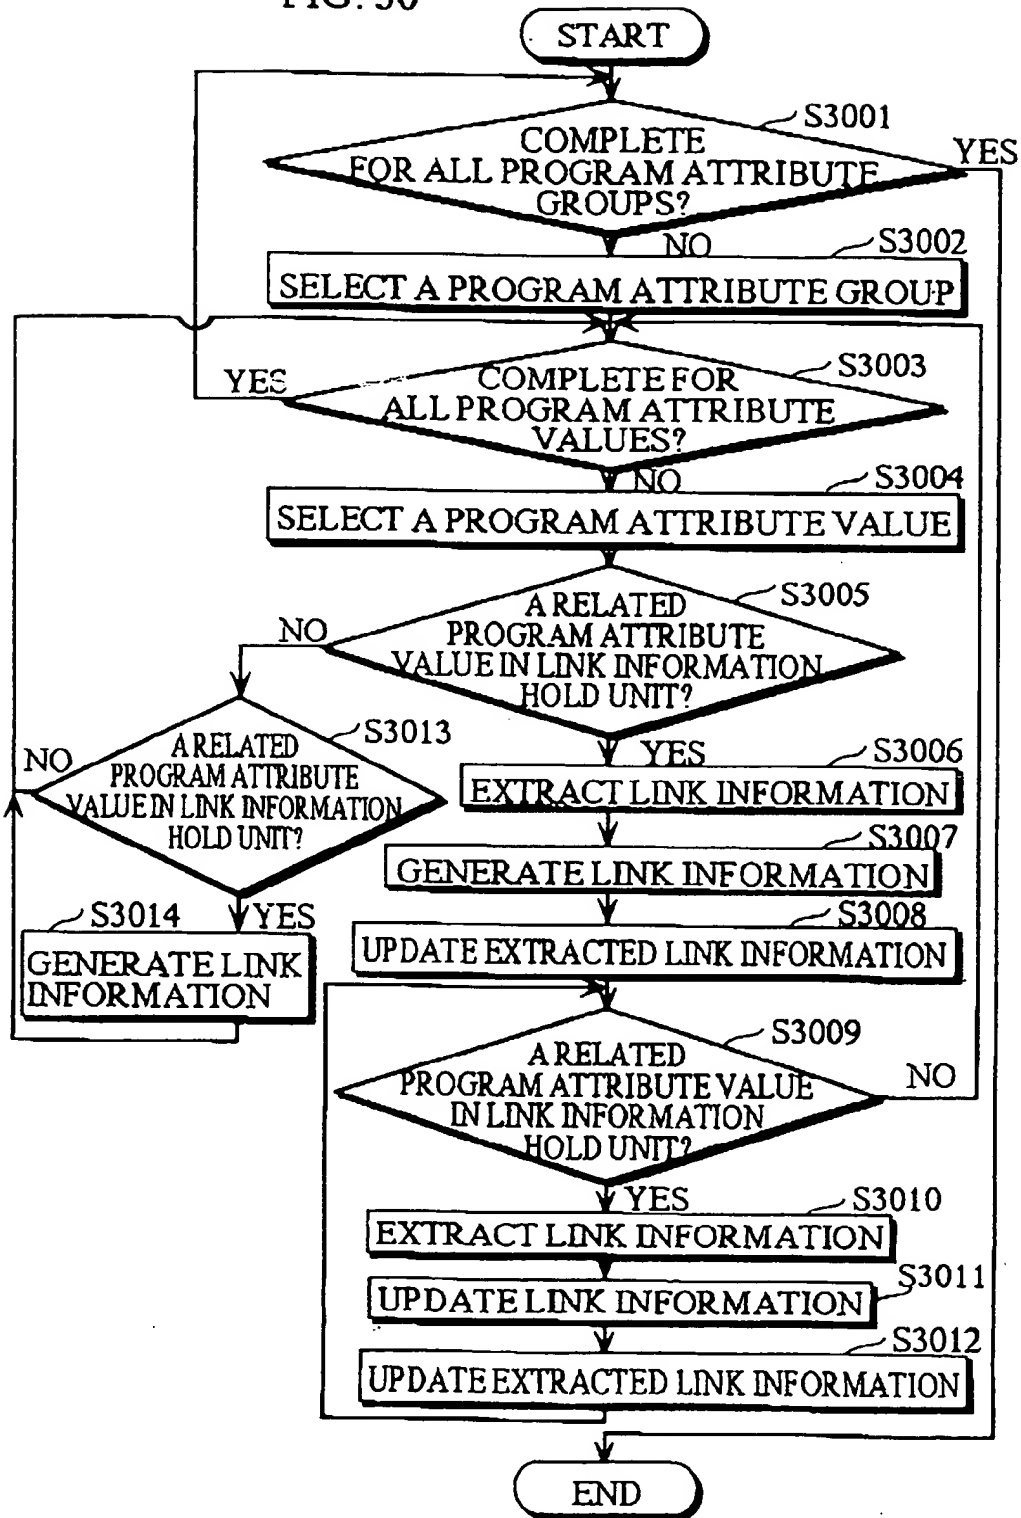 FIG. 30
START
S3001
COMPLETE
FOR ALL PROGRAM ATTRIBUTE
GROUPS?
YES
NO
S3002
SELECT A PROGRAM ATTRIBUTE GROUP
S3003
YES
COMPLETE FOR
ALL PROGRAM ATTRIBUTE
VALUES?
NO
S3004
SELECT A PROGRAM ATTRIBUTE VALUE
S3005
NO
A RELATED
PROGRAM ATTRIBUTE
VALUE IN LINK INFORMATION
HOLD UNIT?
S3013
NO
A RELATED
PROGRAM ATTRIBUTE
VALUE IN LINK INFORMATION
HOLD UNIT?
YES
S3006
EXTRACT LINK INFORMATION
S3007
GENERATE LINK INFORMATION
S3014
YES
GENERATE LINK
INFORMATION
S3008
UPDATE EXTRACTED LINK INFORMATION
S3009
A RELATED
PROGRAM ATTRIBUTE VALUE
IN LINK INFORMATION
HOLD UNIT?
NO
YES
S3010
EXTRACT LINK INFORMATION
S3011
UPDATE LINK INFORMATION
S3012
UPDATE EXTRACTED LINK INFORMATION
END